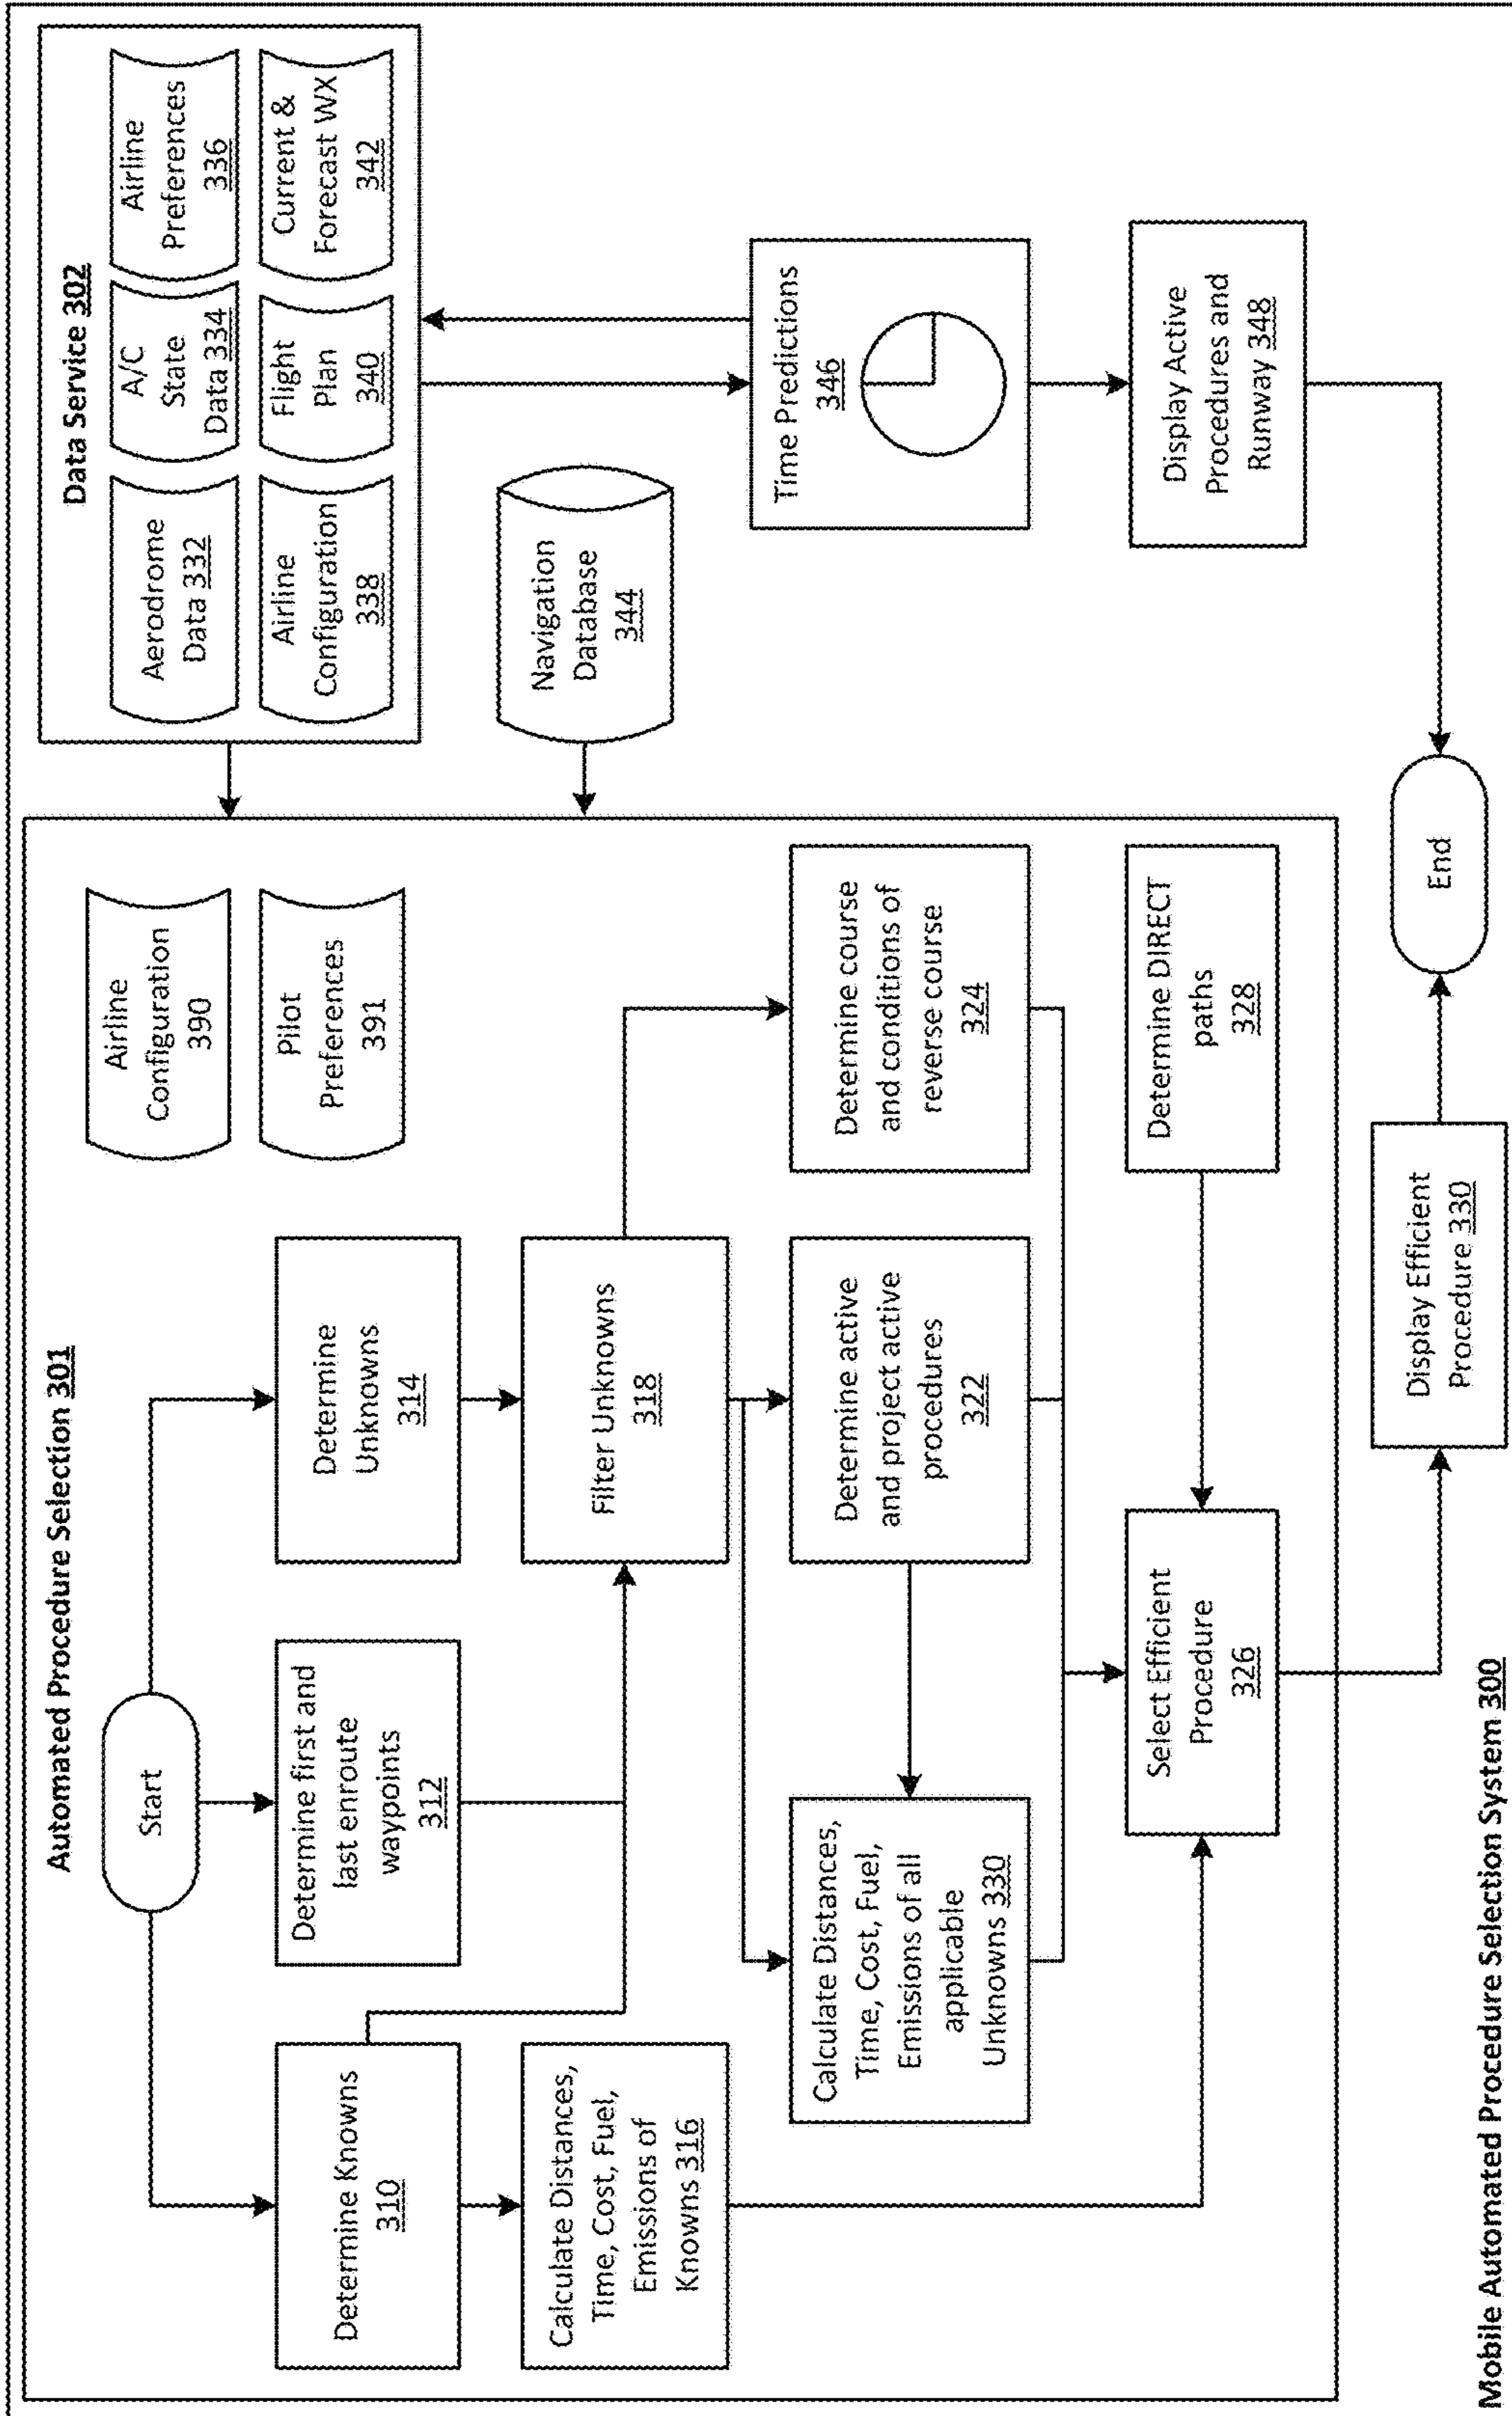 Automated Procedure Selection 301
Start
Determine Knowns
310
Determine first and
last enroute
waypoints
312
Determine
Unknowns
314
Airline
Configuration
390
Pilot
Preferences
391
Calculate Distances,
Time, Cost, Fuel,
Emissions of
Knowns 316
Filter Unknowns
318
Calculate Distances,
Time, Cost, Fuel,
Emissions of all
applicable
Unknowns 330
Determine active
and project active
procedures
322
Determine course
and conditions of
reverse course
324
Select Efficient
Procedure
326
Determine DIRECT
paths
328
Display Efficient
Procedure 330
End
Data Service 302
Aerodrome
Data 332
A/C
State
Data 334
Airline
Preferences
336
Airline
Configuration
338
Flight
Plan
340
Current &
Forecast WX
342
Navigation
Database
344
Time Predictions
346
Display Active
Procedures and
Runway 348
Mobile Automated Procedure Selection System 300